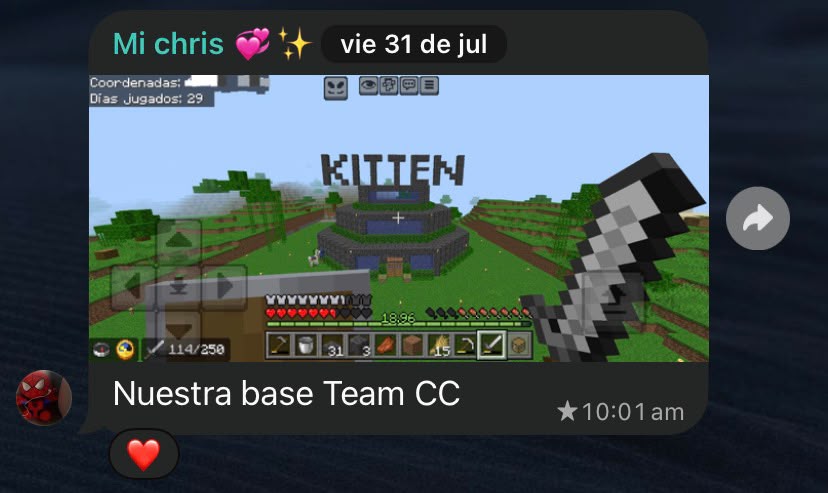 Mi chris 💞✨ vie 31 de jul
Coordenadas:
Días jugados: 29
KITTEN
18,96
114/250
31 3 15
Nuestra base Team CC
★10:01 am
❤️